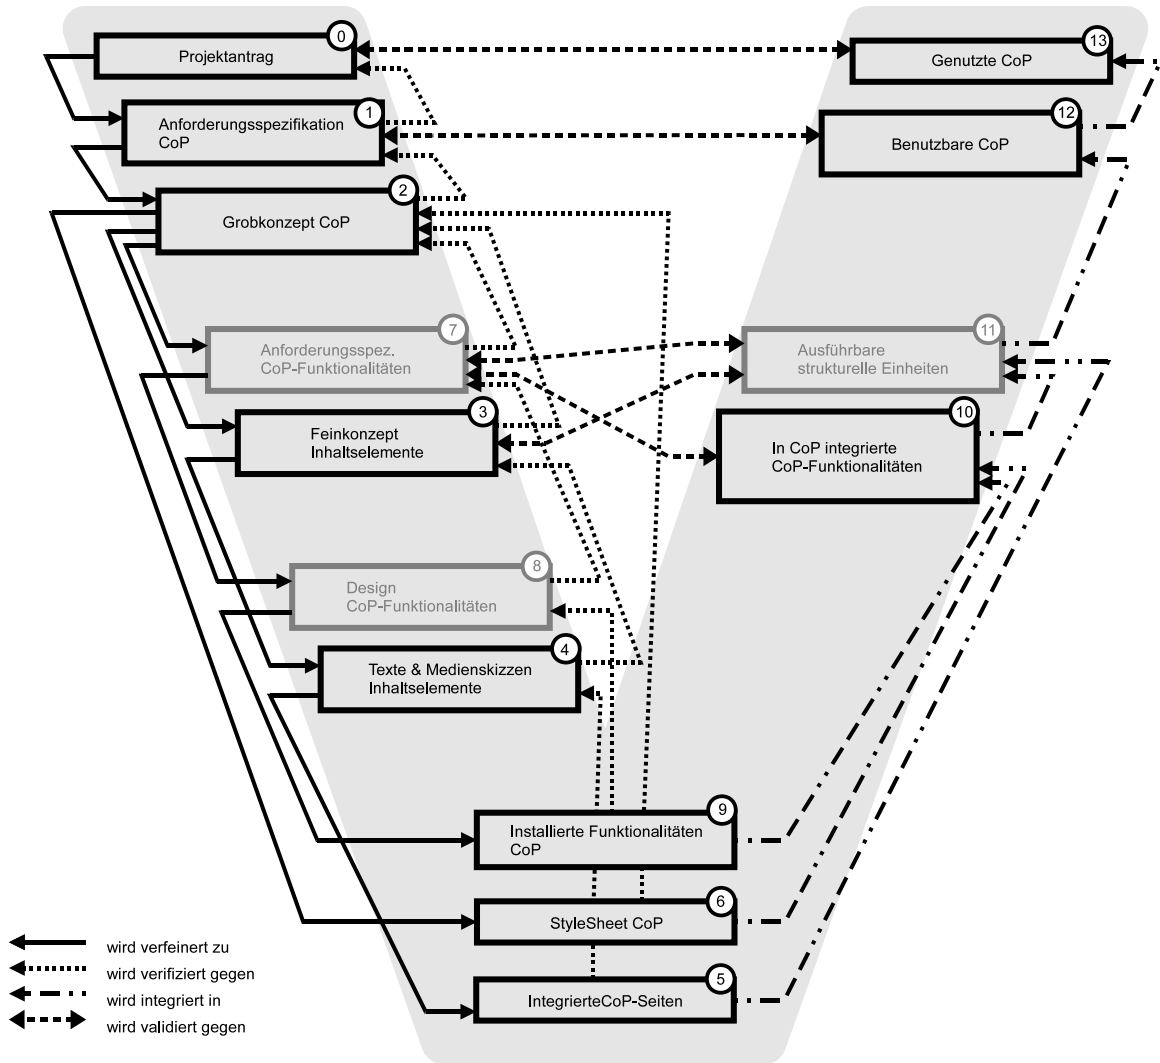 0
Projektantrag
13
Genutzte CoP
1
Anforderungsspezifikation
CoP
12
Benutzbare CoP
2
Grobkonzept CoP
7
Anforderungsspez.
CoP-Funktionalitäten
11
Ausführbare
strukturelle Einheiten
3
Feinkonzept
Inhaltselemente
10
In CoP integrierte
CoP-Funktionalitäten
8
Design
CoP-Funktionalitäten
4
Texte & Medienskizzen
Inhaltselemente
9
Installierte Funktionalitäten
CoP
6
StyleSheet CoP
5
IntegrierteCoP-Seiten
wird verfeinert zu
wird verifiziert gegen
wird integriert in
wird validiert gegen